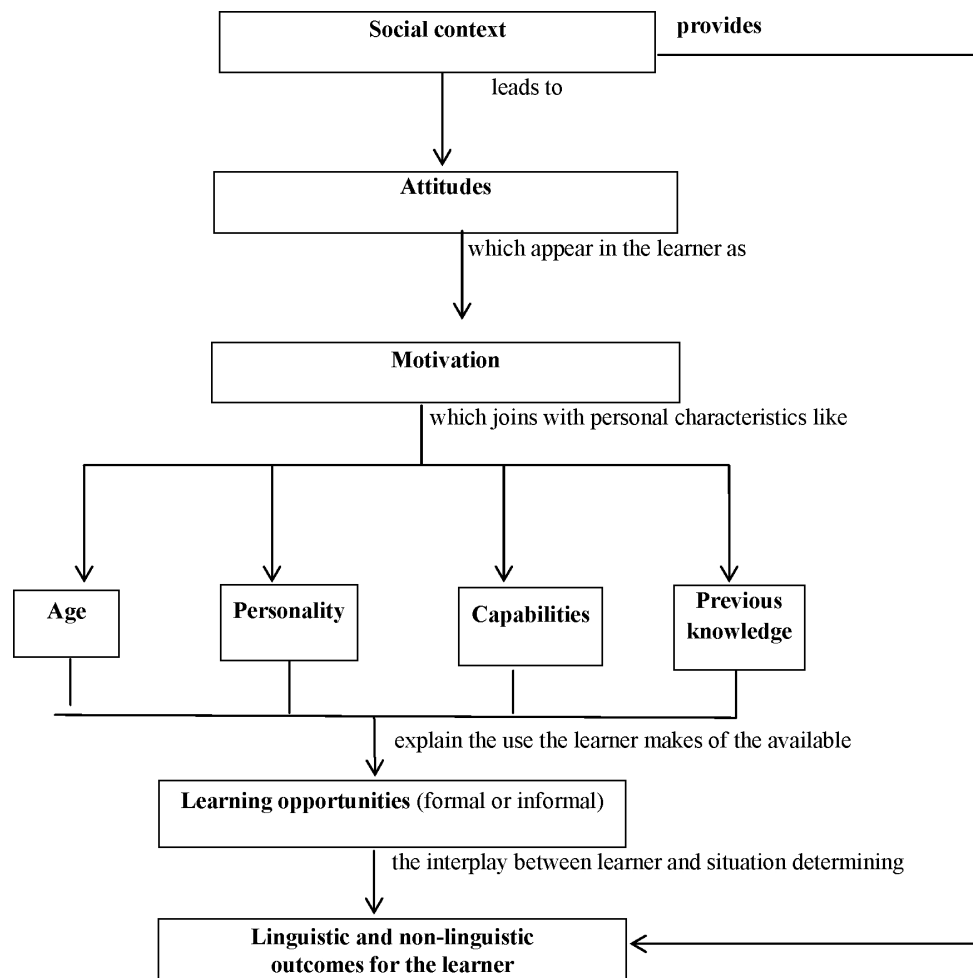 Social context
provides
leads to
Attitudes
which appear in the learner as
Motivation
which joins with personal characteristics like
Age
Personality
Capabilities
Previous
knowledge
explain the use the learner makes of the available
Learning opportunities (formal or informal)
the interplay between learner and situation determining
Linguistic and non-linguistic
outcomes for the learner